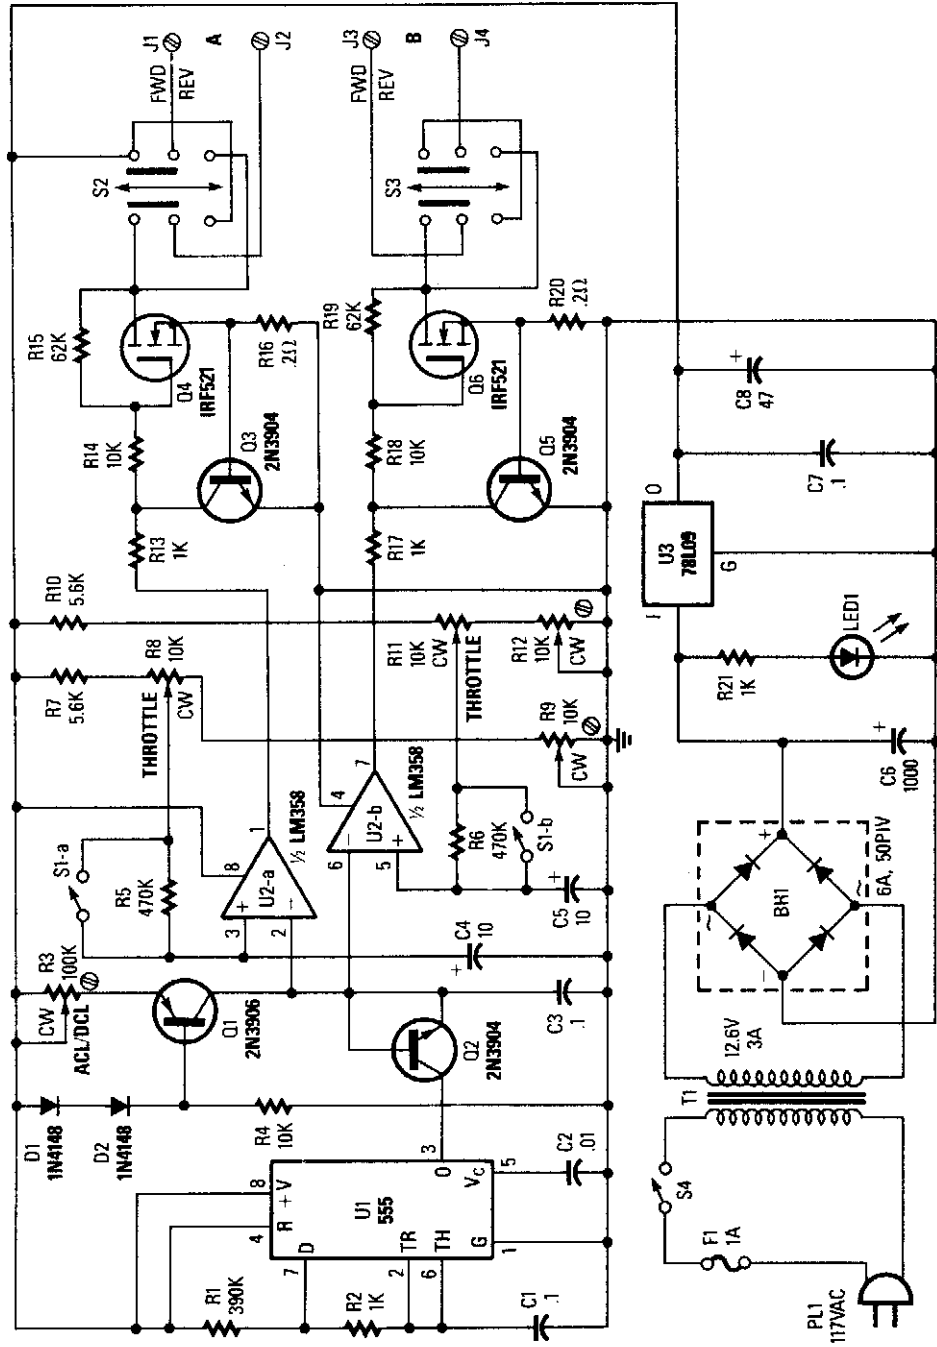 PL1
117VAC
F1
1A
S4
T1
12.6V
3A
BR1
6A, 50PIV
~
~
+
−
C6
1000
+
R21
1K
LED1
I
U3
78L09
O
G
C7
.1
C8
47
+
R1
390K
R2
1K
C1
.1
U1
555
4
8
R
+V
7
D
2
TR
6
TH
1
G
3
O
5
VC
C2
.01
D1
1N4148
D2
1N4148
R4
10K
Q1
2N3906
R3
100K
CW
ACL/DCL
Q2
2N3904
C3
.1
S1-a
R5
470K
C4
10
+
3
+
2
−
8
1
U2-a
½ LM358
6
−
5
+
4
7
U2-b
½ LM358
C5
10
+
R6
470K
S1-b
THROTTLE
R7
5.6K
R8
10K
CW
R9
10K
CW
R10
5.6K
THROTTLE
R11
10K
CW
R12
10K
CW
R13
1K
R14
10K
R15
62K
Q3
2N3904
Q4
IRF521
R16
.2Ω
R17
1K
R18
10K
R19
62K
Q5
2N3904
Q6
IRF521
R20
.2Ω
S2
FWD
REV
J1
A
J2
S3
FWD
REV
J3
B
J4